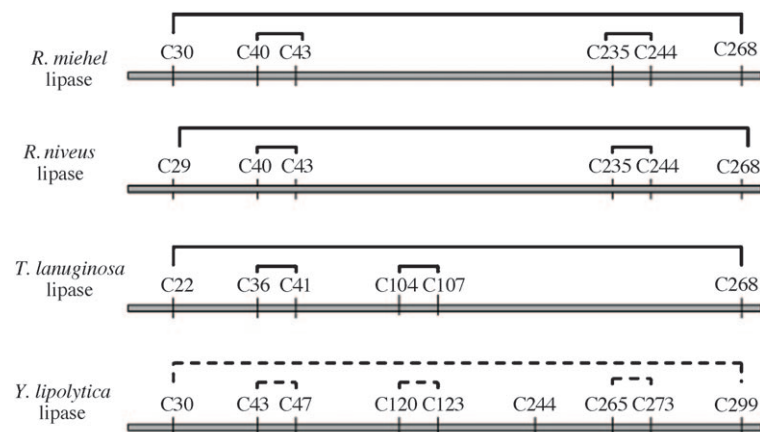 C30 C40 C43 C235 C244 C268
R. miehel
lipase
R. niveus
lipase
C29 C40 C43 C235 C244 C268
T. lanuginosa
lipase
C22 C36 C41 C104 C107 C268
Y. lipolytica
lipase
C30 C43 C47 C120 C123 C244 C265 C273 C299